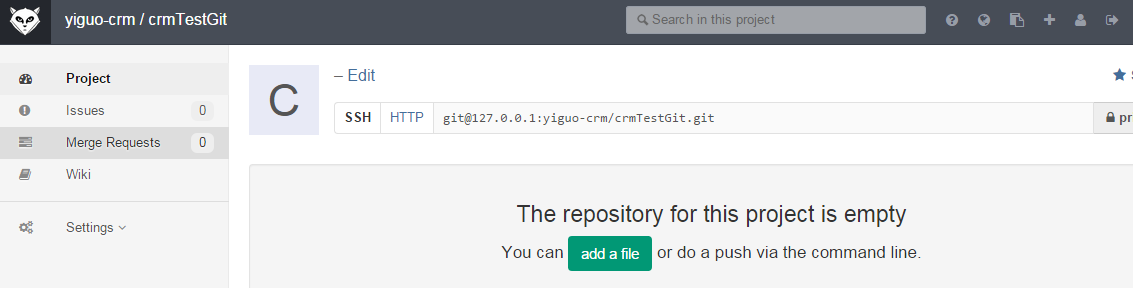 yiguo-crm / crmTestGit
Search in this project
Project
Issues 0
Merge Requests 0
Wiki
Settings
C
– Edit
SSH HTTP git@127.0.0.1:yiguo-crm/crmTestGit.git
The repository for this project is empty
You can add a file or do a push via the command line.